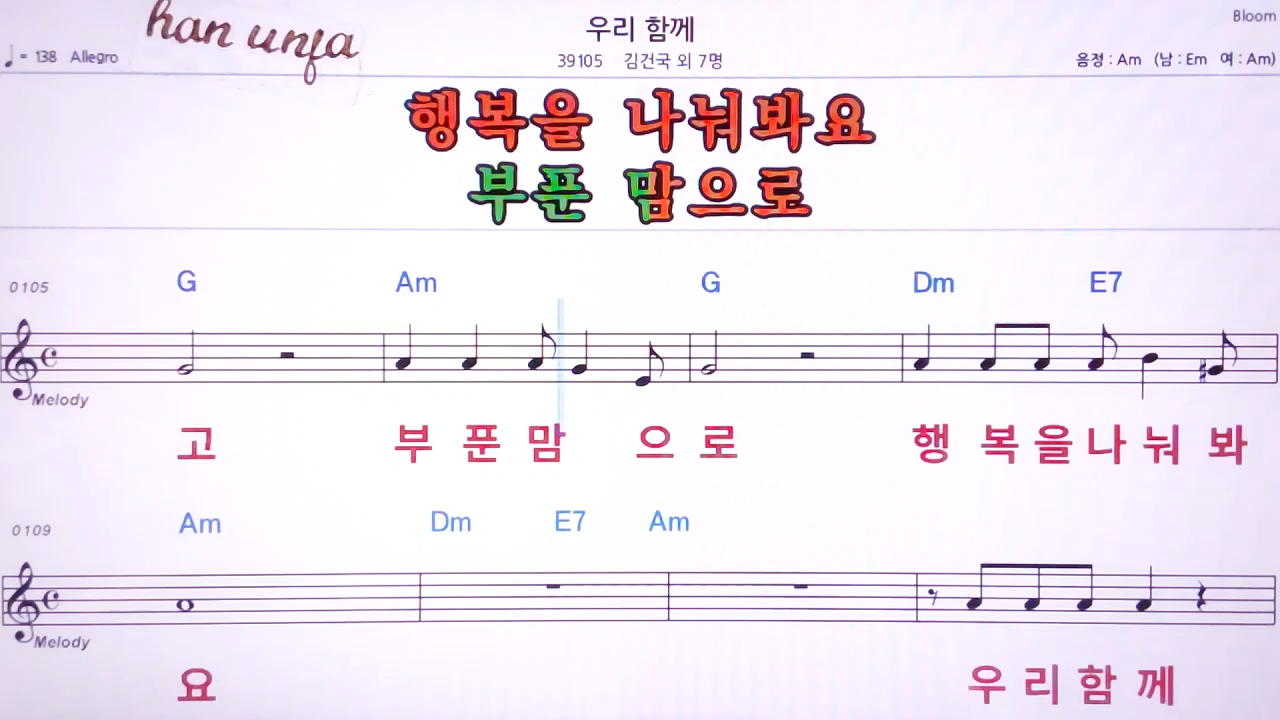 han unja
우리 함께
Bloom
♩ = 138 Allegro
39105 김건국 외 7명
음정 : Am (남 : Em 여 : Am)
행복을 나눠봐요
부푼 맘으로
G Am G Dm E7
0105
Melody
고 부 푼 맘 으 로 행 복 을 나 눠 봐
Am Dm E7 Am
0109
Melody
요 우 리 함 께